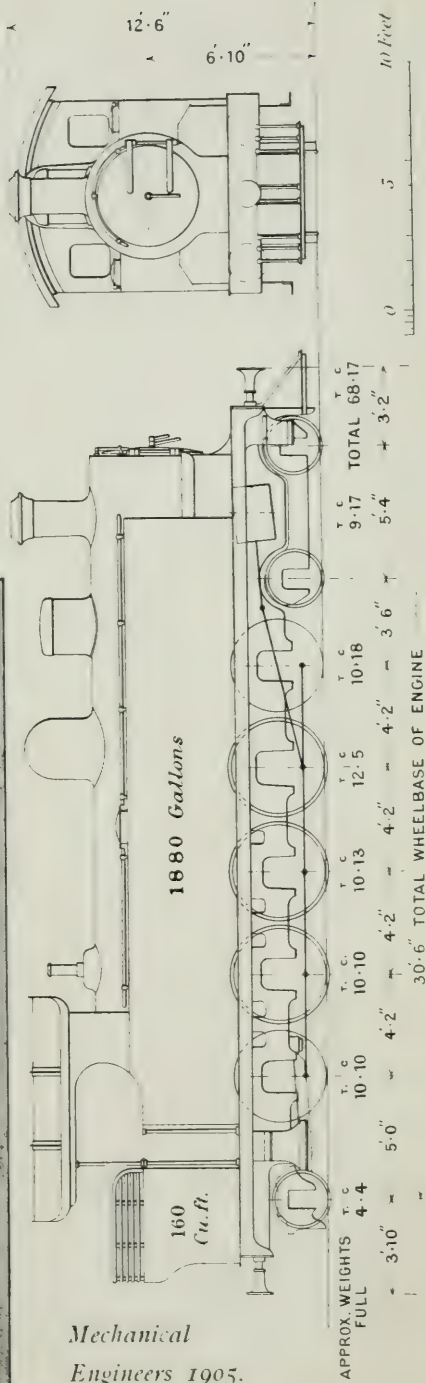 12'·6"
6'·10"
10 Feet
5
0
1880 Gallons
160
Cu.ft.
APPROX. WEIGHTS
FULL
T. C
4·4
T. C
10·10
T. C.
10·10
T C
10·13
T C
12·5
T C
10·18
T C
9·17
TOTAL
T C
68·17
3'·10" 5'·0" 4'·2" 4'·2" 4'·2" 4'·2" 3'6" 5'·4" 3'·2"
30'·6" TOTAL WHEELBASE OF ENGINE
Mechanical
Engineers 1905.